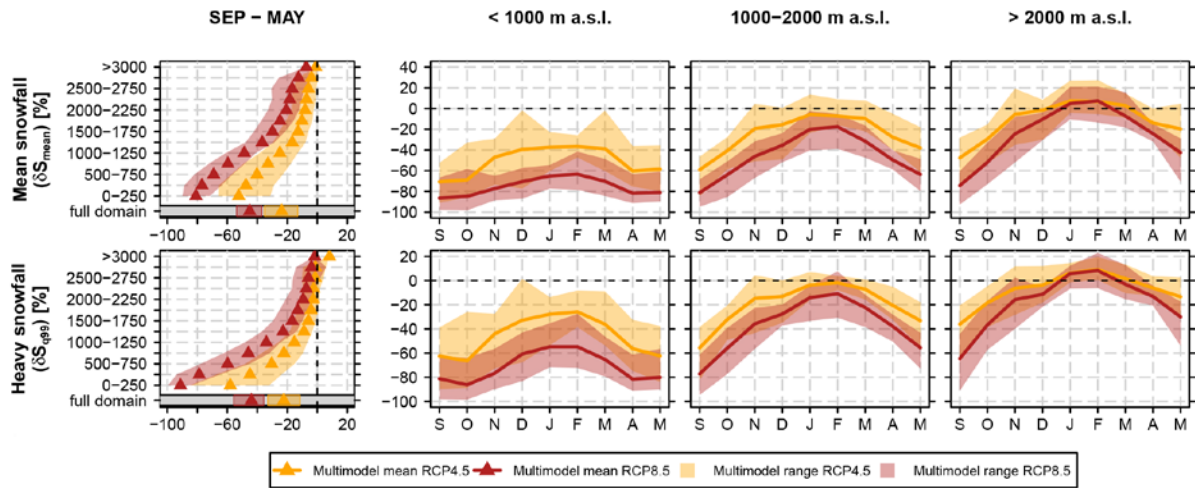 SEP − MAY
< 1000 m a.s.l.
1000−2000 m a.s.l.
> 2000 m a.s.l.
Mean snowfall
(δS_mean) [%]
>3000
2500−2750
2000−2250
1500−1750
1000−1250
500−750
0−250
full domain
−100 −60 −20 20
40
20
0
−20
−40
−60
−80
−100
S O N D J F M A M
S O N D J F M A M
S O N D J F M A M
Heavy snowfall
(δS_q99) [%]
>3000
2500−2750
2000−2250
1500−1750
1000−1250
500−750
0−250
full domain
−100 −60 −20 20
20
0
−20
−40
−60
−80
−100
S O N D J F M A M
S O N D J F M A M
S O N D J F M A M
Multimodel mean RCP4.5 Multimodel mean RCP8.5 Multimodel range RCP4.5 Multimodel range RCP8.5